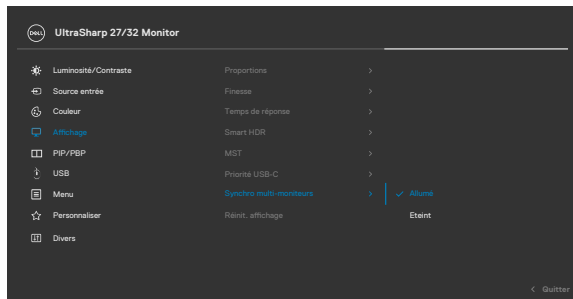 DELL UltraSharp 27/32 Monitor
Luminosité/Contraste Proportions >
Source entrée Finesse >
Couleur Temps de réponse >
Affichage Smart HDR >
PIP/PBP MST >
USB Priorité USB-C >
Menu Synchro multi-moniteurs > ✓ Allumé
Personnaliser Réinit. affichage Eteint
Divers
< Quitter